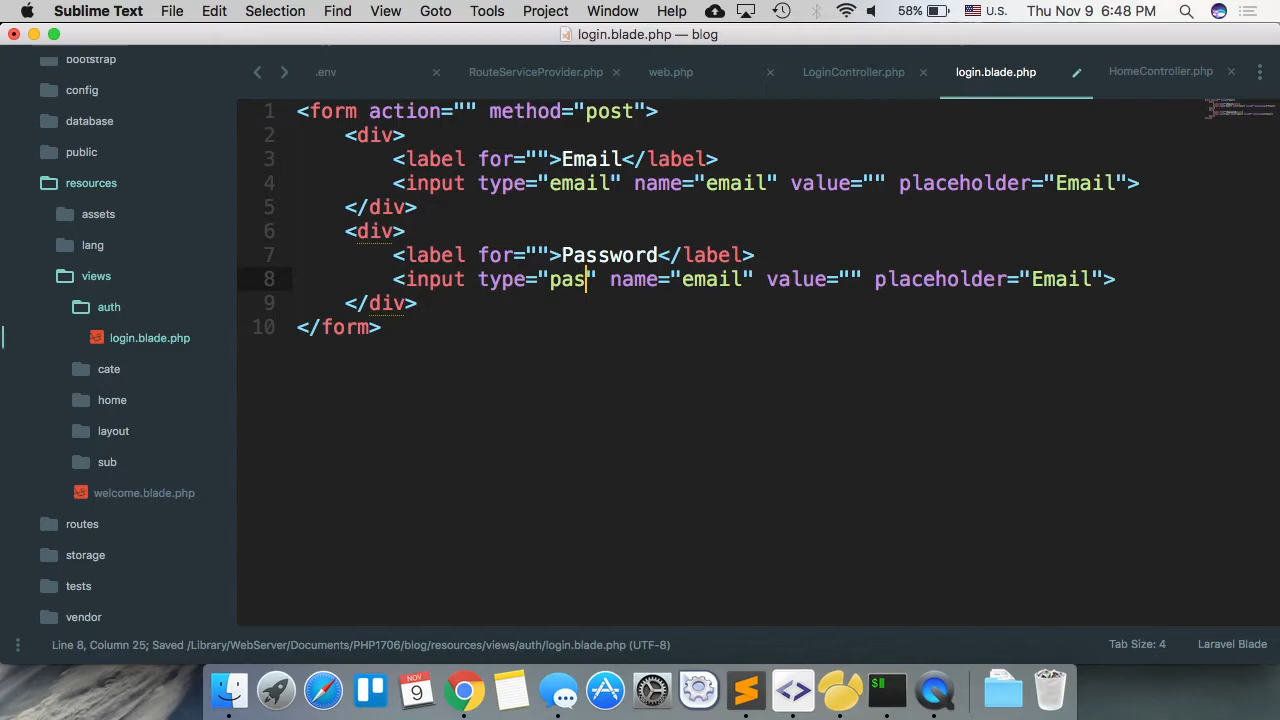 Sublime Text File Edit Selection Find View Goto Tools Project Window Help 58% U.S. Thu Nov 9 6:48 PM
login.blade.php — blog
bootstrap
config
database
public
resources
assets
lang
views
auth
login.blade.php
cate
home
layout
sub
welcome.blade.php
routes
storage
tests
vendor
.env RouteServiceProvider.php web.php LoginController.php login.blade.php HomeController.php
1 <form action="" method="post">
2 <div>
3 <label for="">Email</label>
4 <input type="email" name="email" value="" placeholder="Email">
5 </div>
6 <div>
7 <label for="">Password</label>
8 <input type="pas" name="email" value="" placeholder="Email">
9 </div>
10 </form>
Line 8, Column 25; Saved /Library/WebServer/Documents/PHP1706/blog/resources/views/auth/login.blade.php (UTF-8) Tab Size: 4 Laravel Blade
NOV
9